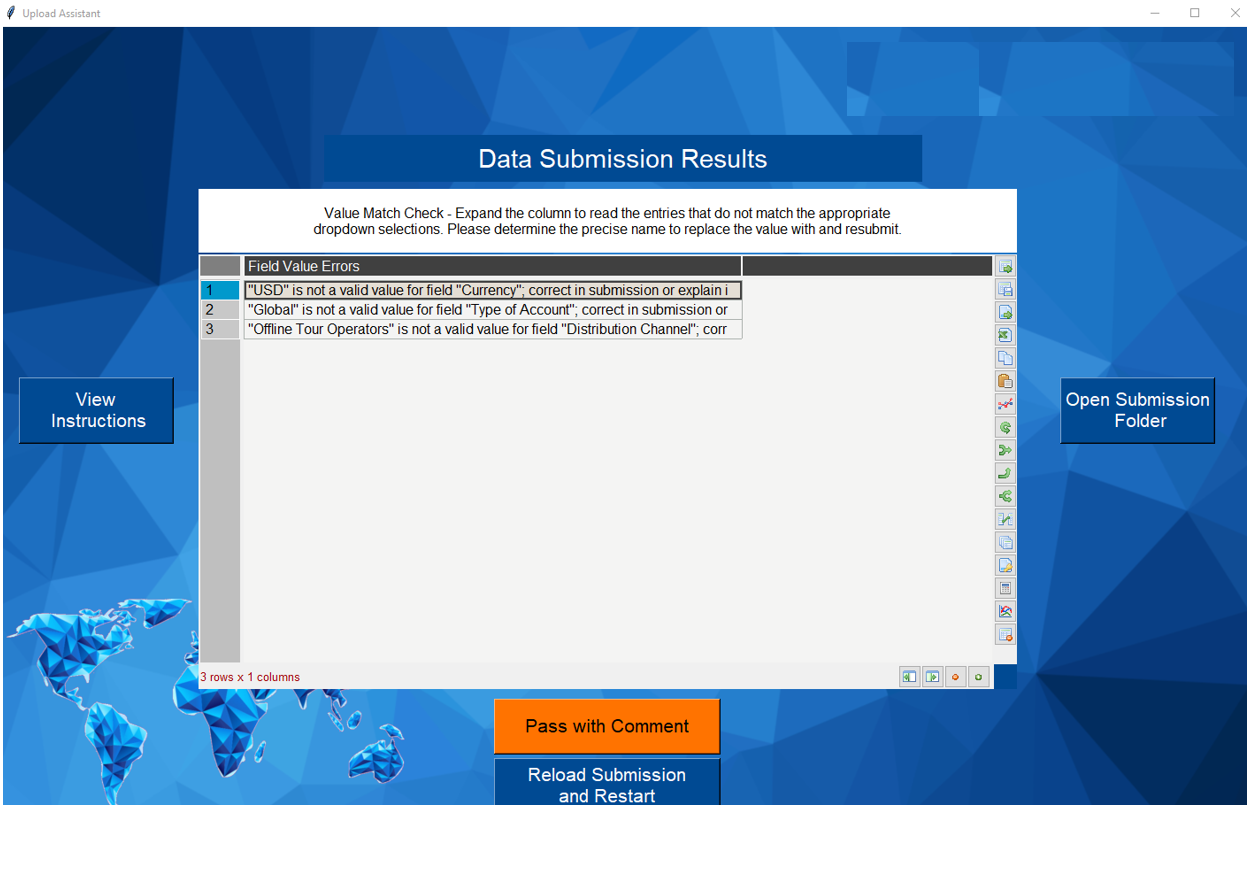 Upload Assistant
Data Submission Results
Value Match Check - Expand the column to read the entries that do not match the appropriate
dropdown selections. Please determine the precise name to replace the value with and resubmit.
Field Value Errors
1 "USD" is not a valid value for field "Currency"; correct in submission or explain i
2 "Global" is not a valid value for field "Type of Account"; correct in submission or
3 "Offline Tour Operators" is not a valid value for field "Distribution Channel"; corr
View
Instructions
Open Submission
Folder
3 rows x 1 columns
Pass with Comment
Reload Submission
and Restart